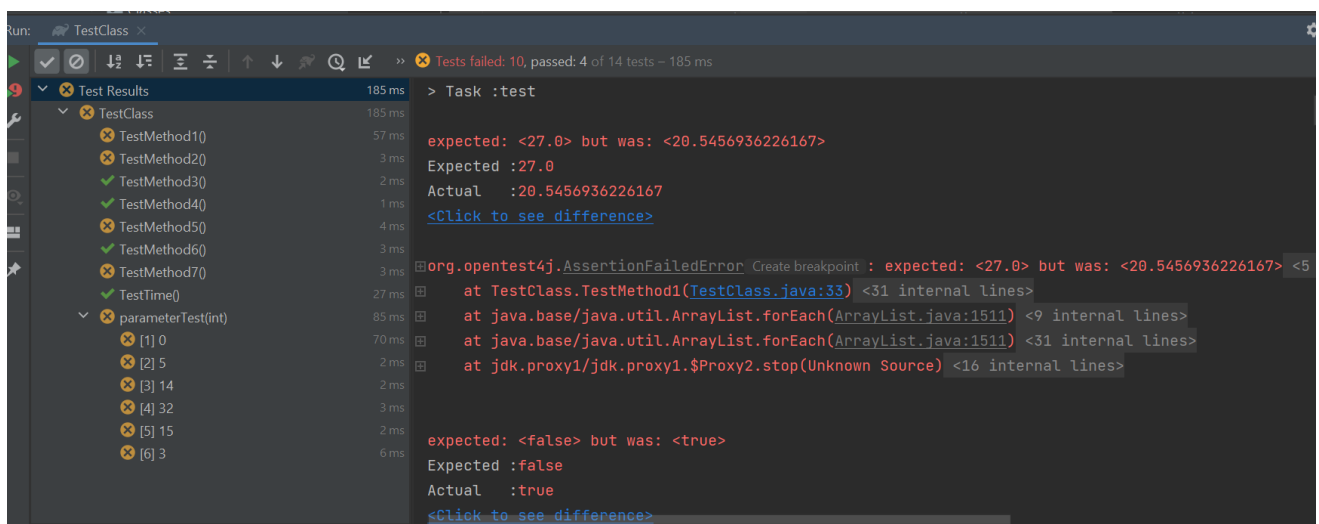 Run:
TestClass
Tests failed: 10, passed: 4 of 14 tests – 185 ms
Test Results 185 ms
TestClass 185 ms
TestMethod1() 57 ms
TestMethod2() 3 ms
TestMethod3() 2 ms
TestMethod4() 1 ms
TestMethod5() 4 ms
TestMethod6() 3 ms
TestMethod7() 3 ms
TestTime() 27 ms
parameterTest(int) 85 ms
[1] 0 70 ms
[2] 5 2 ms
[3] 14 2 ms
[4] 32 3 ms
[5] 15 2 ms
[6] 3 6 ms
> Task :test
expected: <27.0> but was: <20.5456936226167>
Expected :27.0
Actual :20.5456936226167
<Click to see difference>
org.opentest4j.AssertionFailedError Create breakpoint : expected: <27.0> but was: <20.5456936226167> <5
at TestClass.TestMethod1(TestClass.java:33) <31 internal lines>
at java.base/java.util.ArrayList.forEach(ArrayList.java:1511) <9 internal lines>
at java.base/java.util.ArrayList.forEach(ArrayList.java:1511) <31 internal lines>
at jdk.proxy1/jdk.proxy1.$Proxy2.stop(Unknown Source) <16 internal lines>
expected: <false> but was: <true>
Expected :false
Actual :true
<Click to see difference>